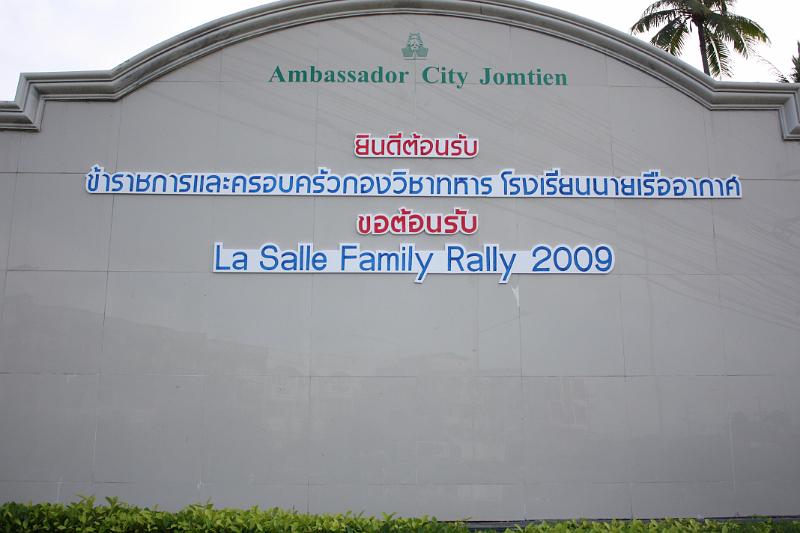 Ambassador City Jomtien
ยินดีต้อนรับ
ข้าราชการและครอบครัวกองวิชาทหาร โรงเรียนนายเรืออากาศ
ขอต้อนรับ
La Salle Family Rally 2009